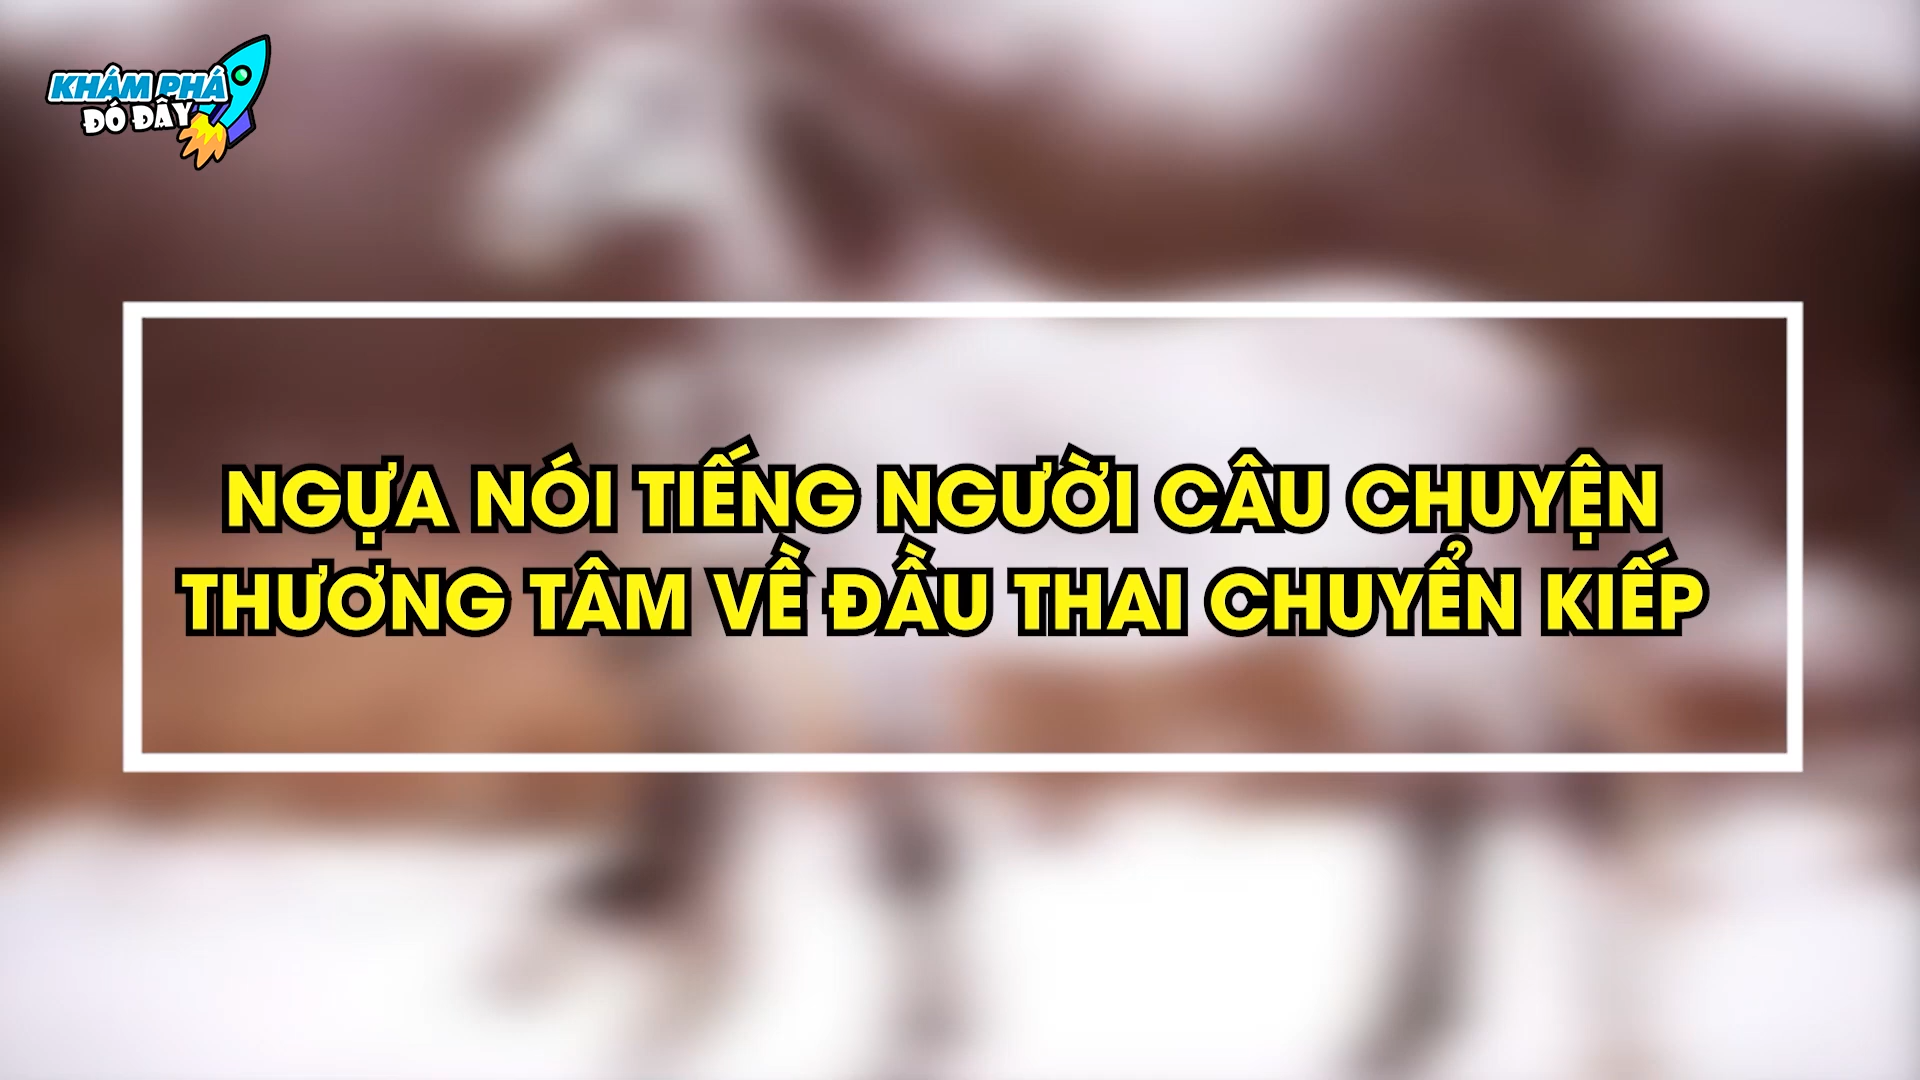 KHÁM PHÁ
ĐÓ ĐÂY
NGỰA NÓI TIẾNG NGƯỜI CÂU CHUYỆN
THƯƠNG TÂM VỀ ĐẦU THAI CHUYỂN KIẾP